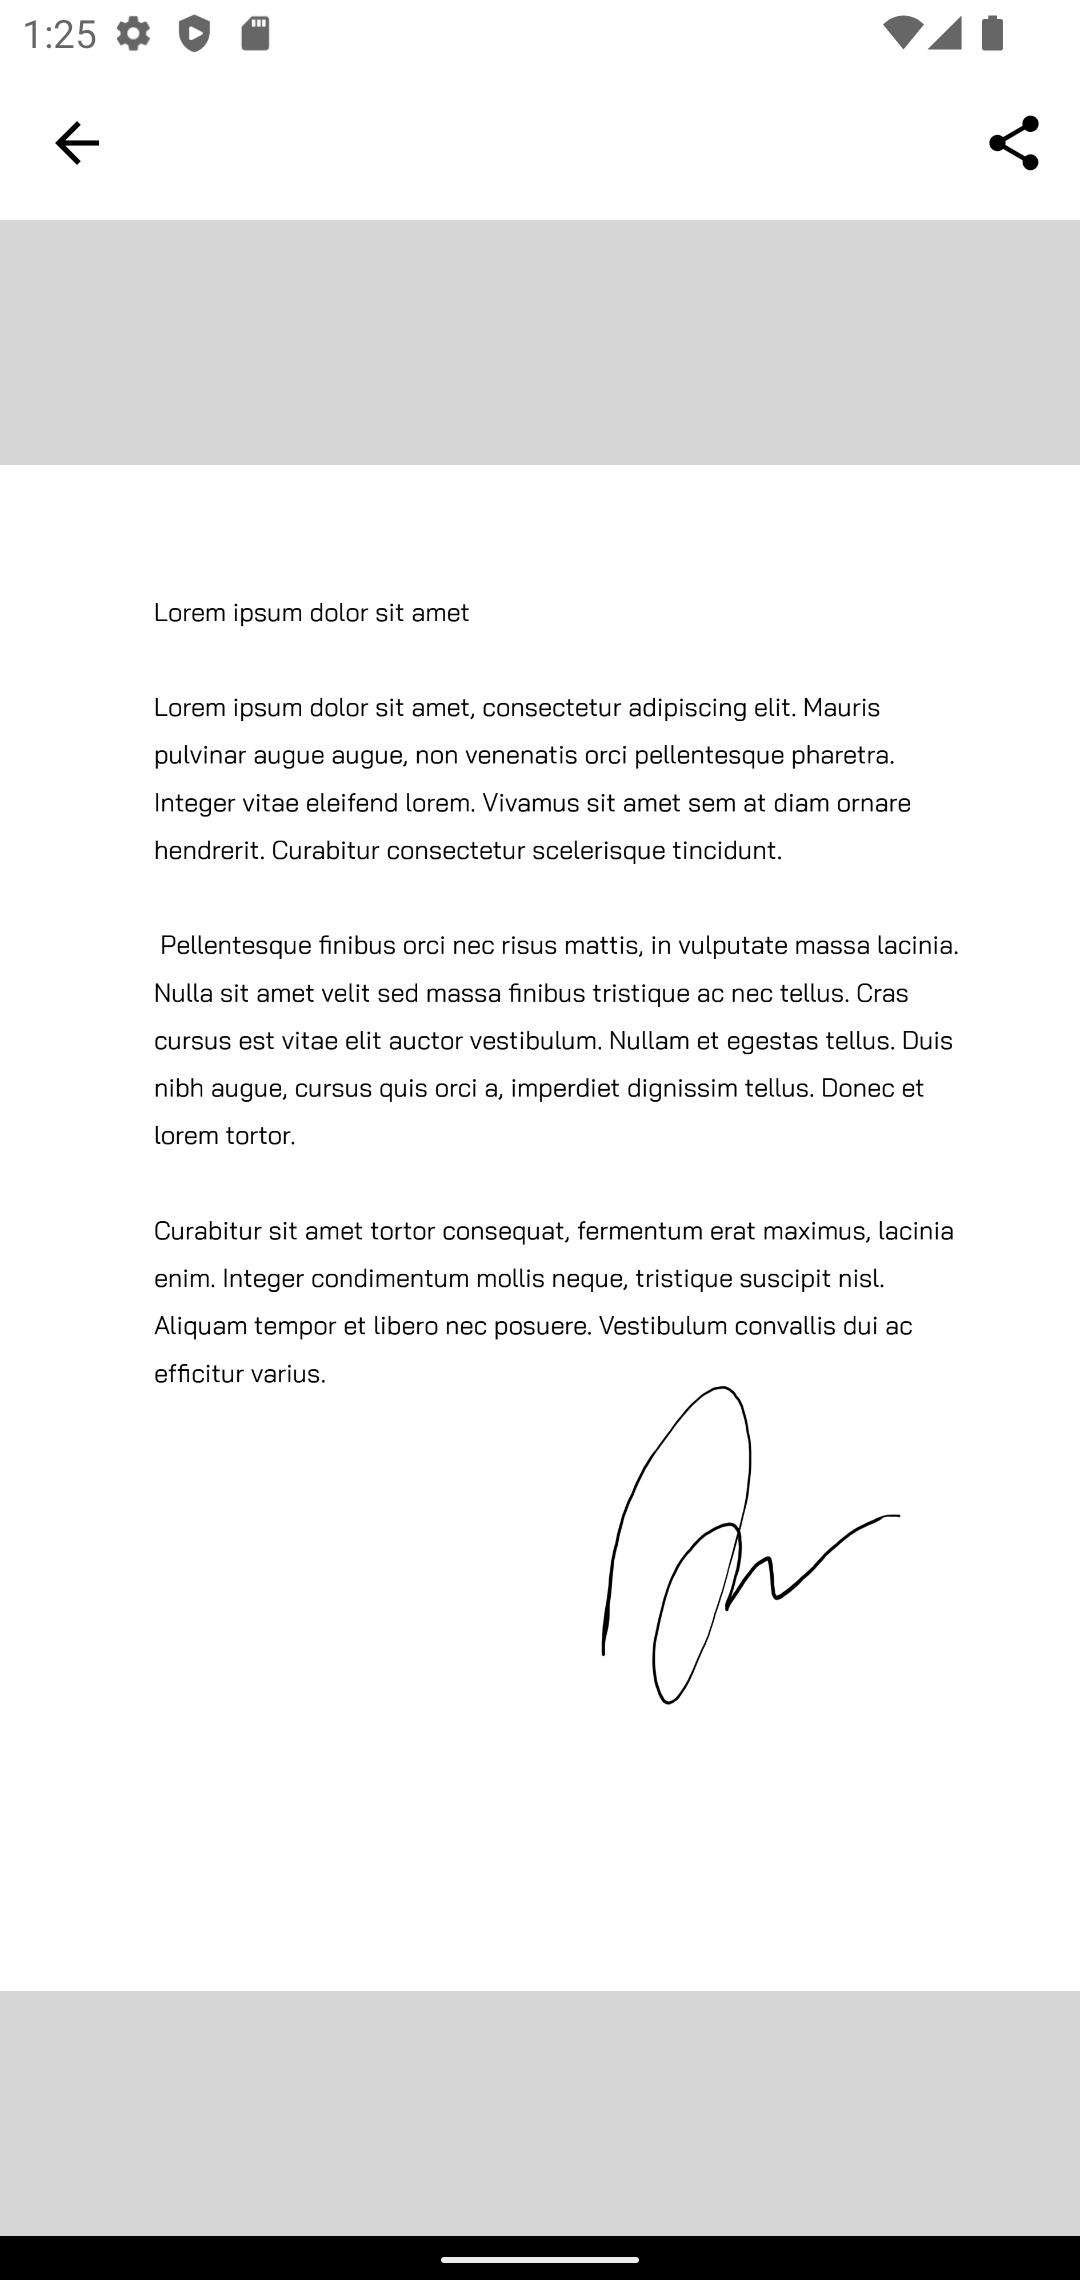 1:25
Lorem ipsum dolor sit amet
Lorem ipsum dolor sit amet, consectetur adipiscing elit. Mauris
pulvinar augue augue, non venenatis orci pellentesque pharetra.
Integer vitae eleifend lorem. Vivamus sit amet sem at diam ornare
hendrerit. Curabitur consectetur scelerisque tincidunt.
Pellentesque finibus orci nec risus mattis, in vulputate massa lacinia.
Nulla sit amet velit sed massa finibus tristique ac nec tellus. Cras
cursus est vitae elit auctor vestibulum. Nullam et egestas tellus. Duis
nibh augue, cursus quis orci a, imperdiet dignissim tellus. Donec et
lorem tortor.
Curabitur sit amet tortor consequat, fermentum erat maximus, lacinia
enim. Integer condimentum mollis neque, tristique suscipit nisl.
Aliquam tempor et libero nec posuere. Vestibulum convallis dui ac
efficitur varius.